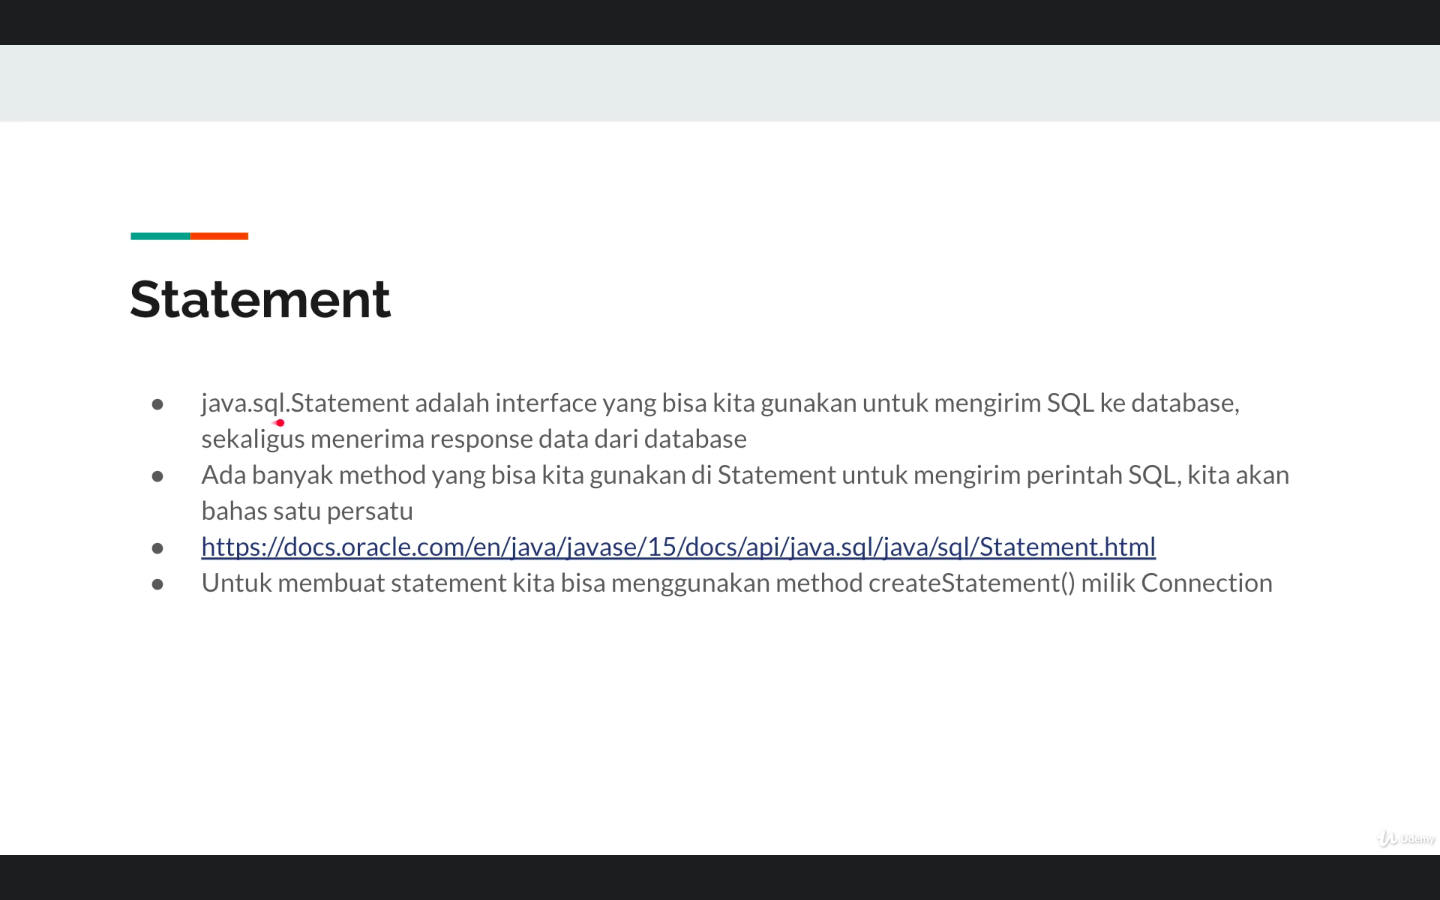 Statement
● java.sql.Statement adalah interface yang bisa kita gunakan untuk mengirim SQL ke database,
sekaligus menerima response data dari database
● Ada banyak method yang bisa kita gunakan di Statement untuk mengirim perintah SQL, kita akan
bahas satu persatu
● https://docs.oracle.com/en/java/javase/15/docs/api/java.sql/java/sql/Statement.html
● Untuk membuat statement kita bisa menggunakan method createStatement() milik Connection
Udemy